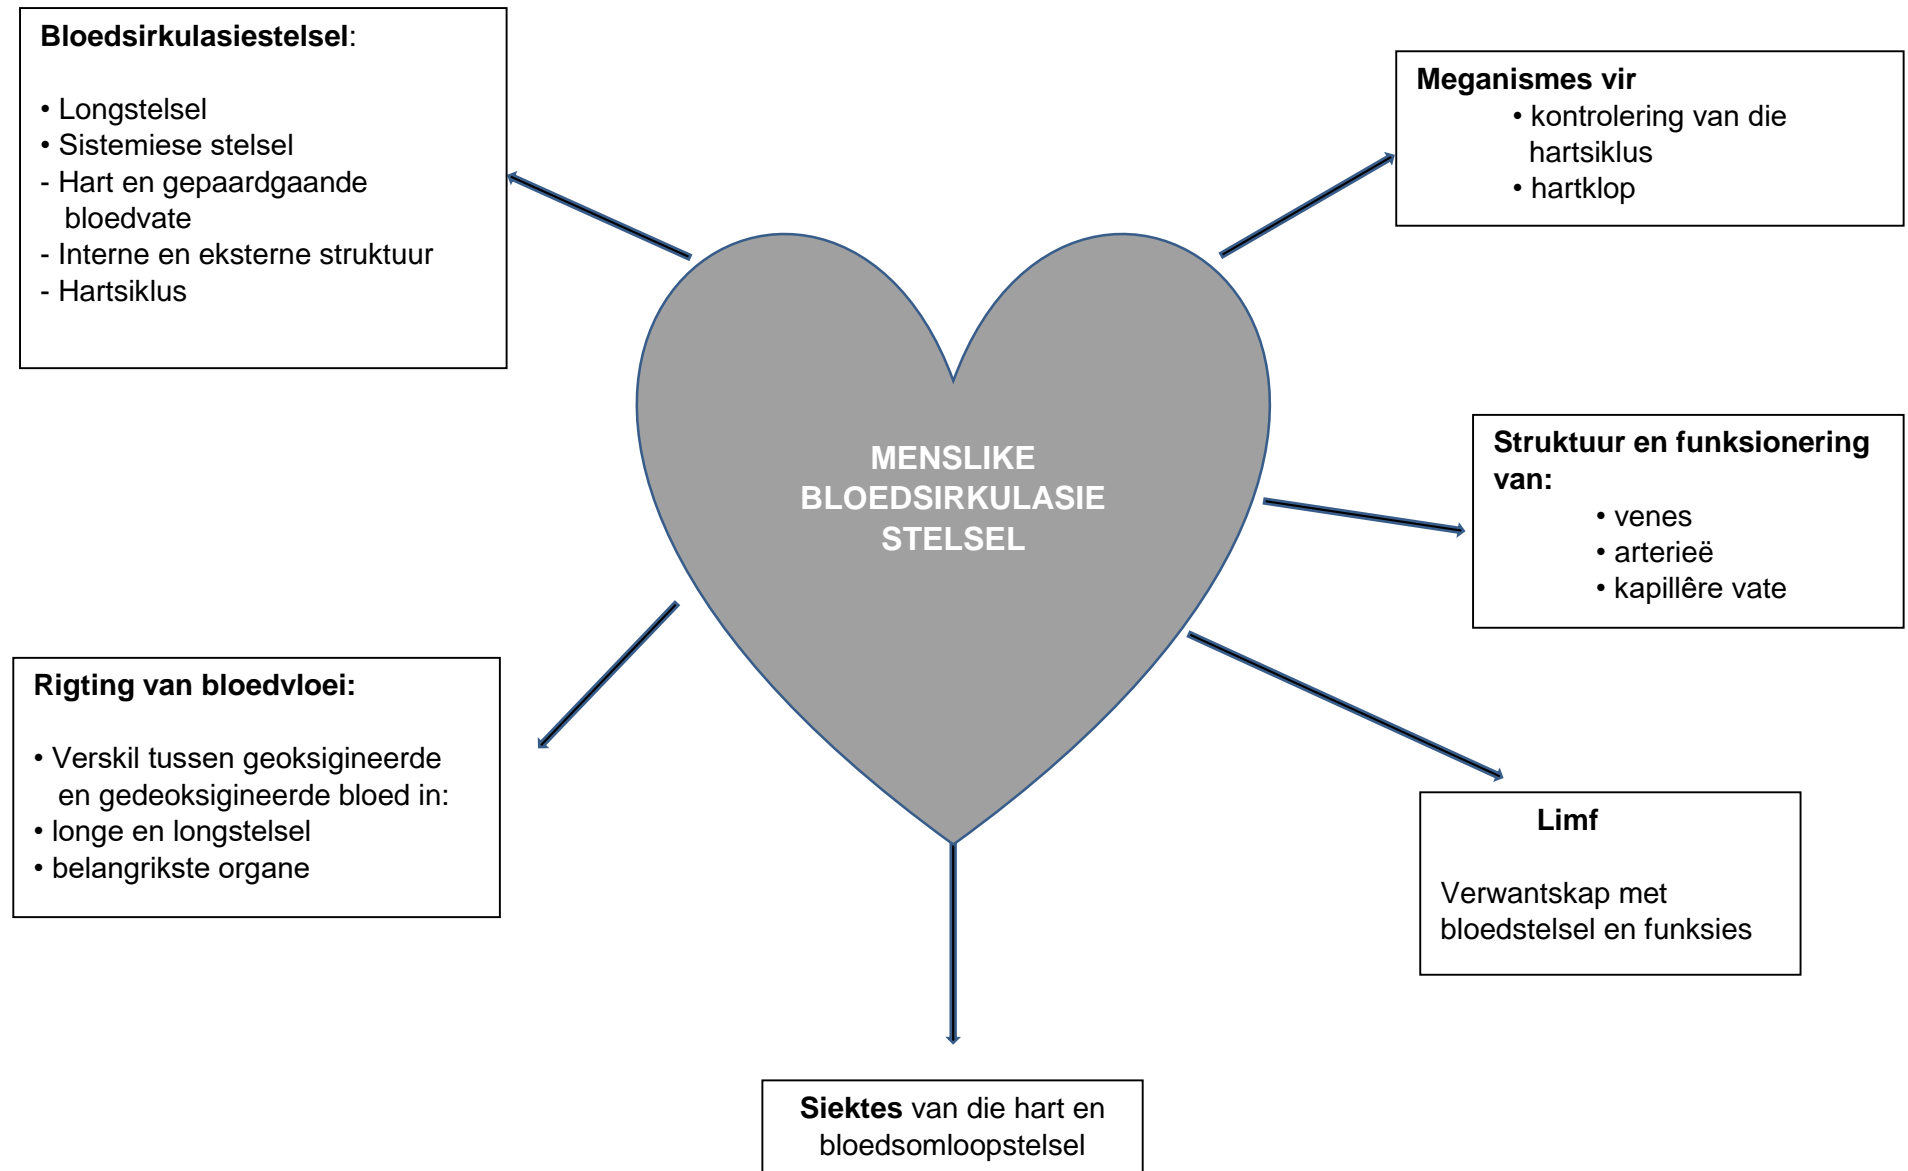 Bloedsirkulasiestelsel:
• Longstelsel
• Sistemiese stelsel
- Hart en gepaardgaande
bloedvate
- Interne en eksterne struktuur
- Hartsiklus
Meganismes vir
• kontrolering van die
hartsiklus
• hartklop
MENSLIKE
BLOEDSIRKULASIE
STELSEL
Struktuur en funksionering
van:
• venes
• arterieë
• kapillêre vate
Rigting van bloedvloei:
• Verskil tussen geoksigineerde
en gedeoksigineerde bloed in:
• longe en longstelsel
• belangrikste organe
Limf
Verwantskap met
bloedstelsel en funksies
Siektes van die hart en
bloedsomloopstelsel